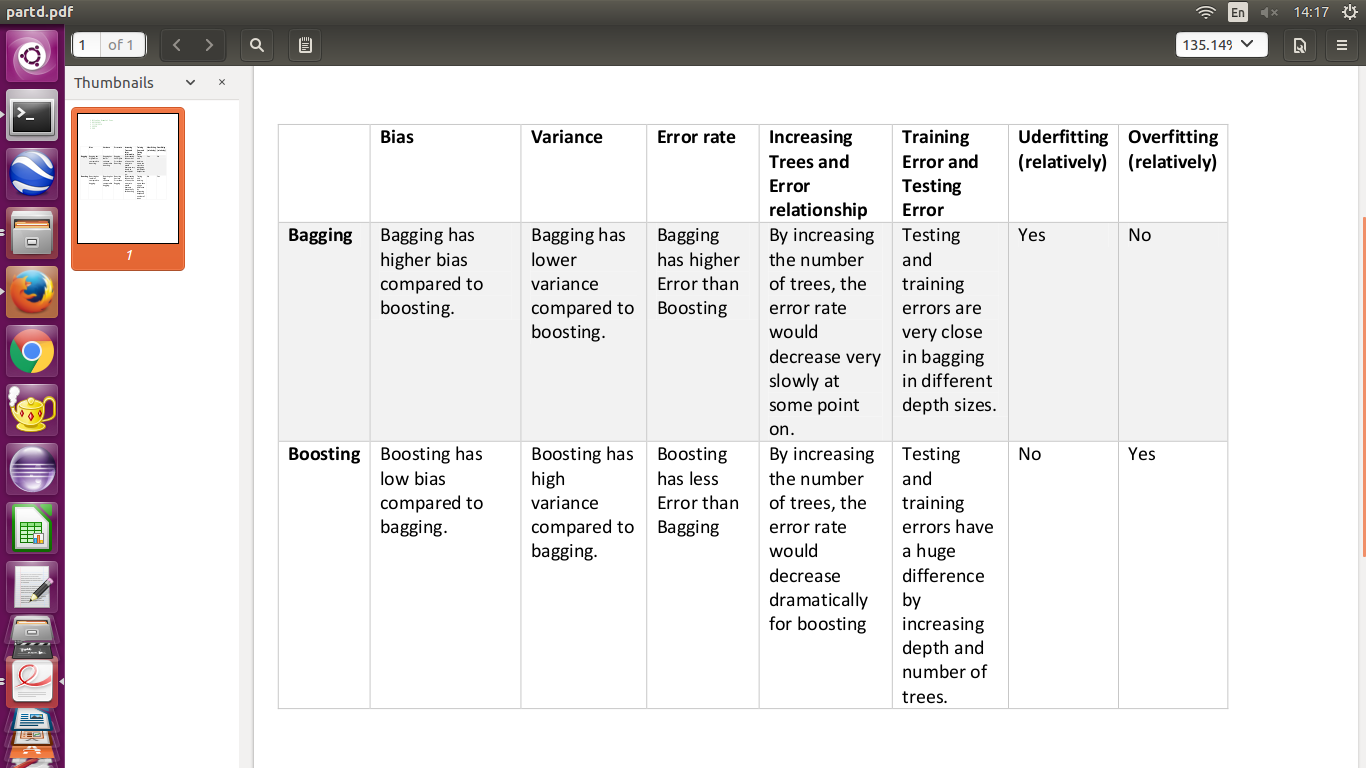 partd.pdf
En
14:17
1 of 1
135.14%
Thumbnails
1
Bias
Variance
Error rate
Increasing
Trees and
Error
relationship
Training
Error and
Testing
Error
Uderfitting
(relatively)
Overfitting
(relatively)
Bagging
Bagging has
higher bias
compared to
boosting.
Bagging has
lower
variance
compared to
boosting.
Bagging
has higher
Error than
Boosting
By increasing
the number
of trees, the
error rate
would
decrease very
slowly at
some point
on.
Testing
and
training
errors are
very close
in bagging
in different
depth sizes.
Yes
No
Boosting
Boosting has
low bias
compared to
bagging.
Boosting has
high
variance
compared to
bagging.
Boosting
has less
Error than
Bagging
By increasing
the number
of trees, the
error rate
would
decrease
dramatically
for boosting
Testing
and
training
errors have
a huge
difference
by
increasing
depth and
number of
trees.
No
Yes